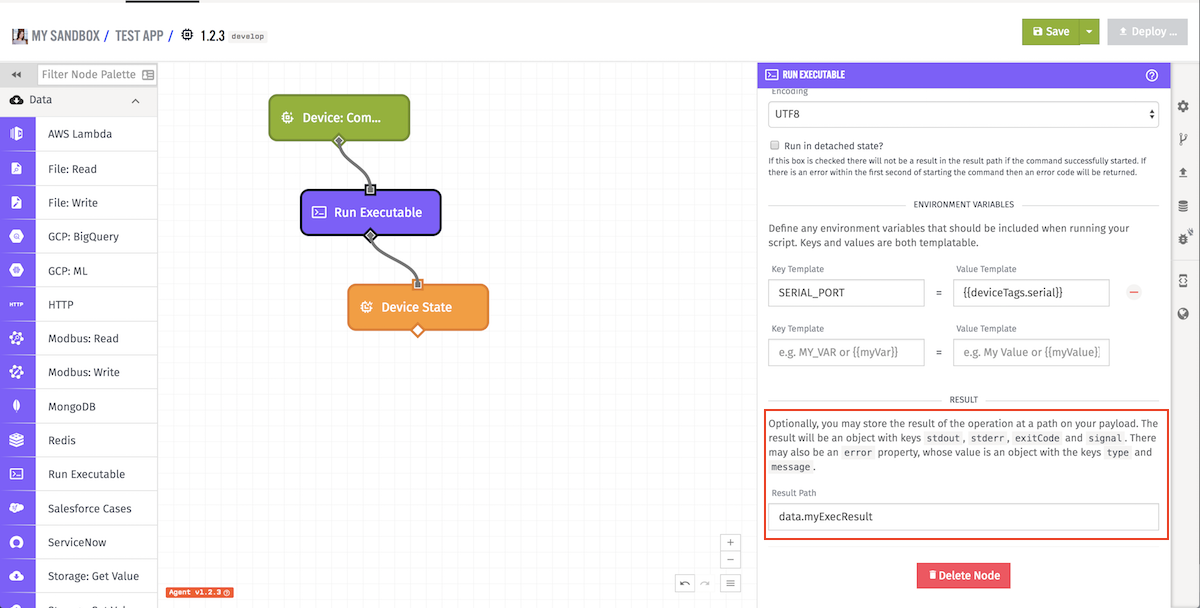 MY SANDBOX / TEST APP / 1.2.3 develop
Save
Deploy ...
Filter Node Palette
Data
AWS Lambda
File: Read
File: Write
GCP: BigQuery
GCP: ML
HTTP HTTP
Modbus: Read
Modbus: Write
MongoDB
Redis
Run Executable
Salesforce Cases
ServiceNow
Storage: Get Value
Device: Com...
Run Executable
Device State
Agent v1.2.3
RUN EXECUTABLE
Encoding
UTF8
Run in detached state?
If this box is checked there will not be a result in the result path if the command successfully started. If
there is an error within the first second of starting the command then an error code will be returned.
ENVIRONMENT VARIABLES
Define any environment variables that should be included when running your
script. Keys and values are both templatable.
Key Template Value Template
SERIAL_PORT = {{deviceTags.serial}}
Key Template Value Template
e.g. MY_VAR or {{myVar}} = e.g. My Value or {{myValue}}
RESULT
Optionally, you may store the result of the operation at a path on your payload. The
result will be an object with keys stdout, stderr, exitCode and signal. There
may also be an error property, whose value is an object with the keys type and
message.
Result Path
data.myExecResult
Delete Node